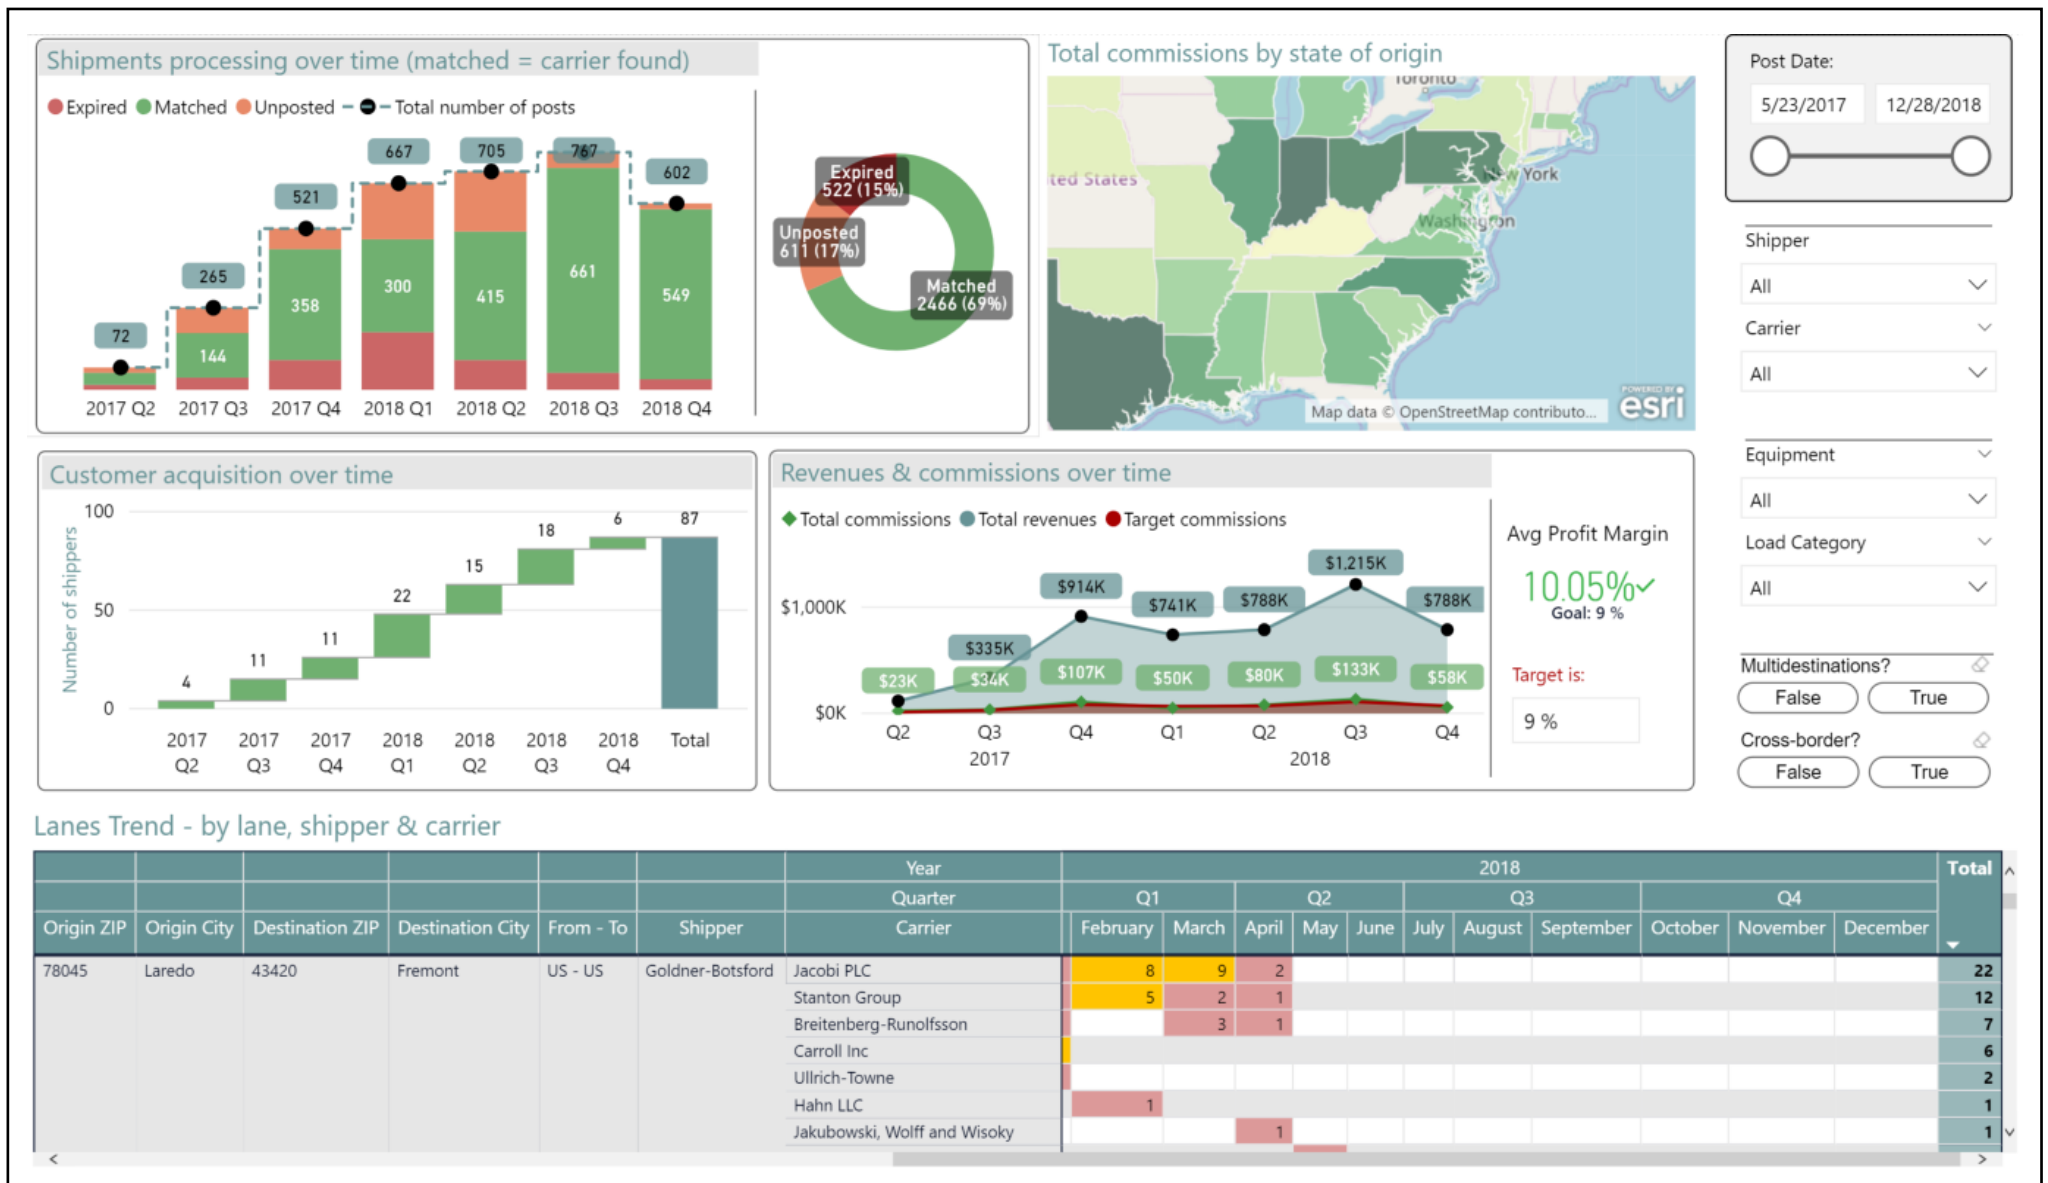 Shipments processing over time (matched = carrier found)
Expired Matched Unposted Total number of posts
72
265
521
667
705
767
602
144
358
300
415
661
549
2017 Q2 2017 Q3 2017 Q4 2018 Q1 2018 Q2 2018 Q3 2018 Q4
Expired
522 (15%)
Unposted
611 (17%)
Matched
2466 (69%)
Total commissions by state of origin
Toronto
ted States
New York
Washington
Map data © OpenStreetMap contributo...
POWERED BY
esri
Post Date:
5/23/2017 12/28/2018
Shipper
All
Carrier
All
Equipment
All
Load Category
All
Multidestinations?
False True
Cross-border?
False True
Customer acquisition over time
Number of shippers
100
50
0
4
11
11
22
15
18
6
87
2017 2017 2017 2018 2018 2018 2018 Total
Q2 Q3 Q4 Q1 Q2 Q3 Q4
Revenues & commissions over time
Total commissions Total revenues Target commissions
$1,000K
$0K
$335K
$914K
$741K
$788K
$1,215K
$788K
$23K
$34K
$107K
$50K
$80K
$133K
$58K
Q2 Q3 Q4 Q1 Q2 Q3 Q4
2017 2018
Avg Profit Margin
10.05%
Goal: 9 %
Target is:
9 %
Lanes Trend - by lane, shipper & carrier
Year 2018 Total
Quarter Q1 Q2 Q3 Q4
Origin ZIP Origin City Destination ZIP Destination City From - To Shipper Carrier February March April May June July August September October November December
78045 Laredo 43420 Fremont US - US Goldner-Botsford Jacobi PLC 8 9 2 22
Stanton Group 5 2 1 12
Breitenberg-Runolfsson 3 1 7
Carroll Inc 6
Ullrich-Towne 2
Hahn LLC 1 1
Jakubowski, Wolff and Wisoky 1 1